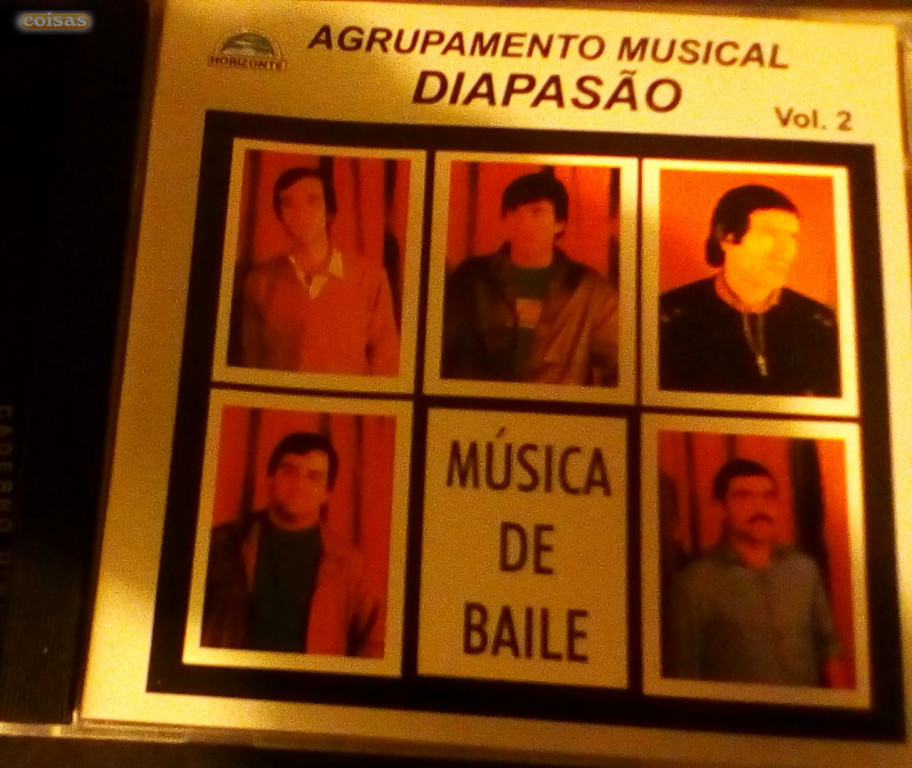 coisas
HORIZONTE
AGRUPAMENTO MUSICAL
DIAPASÃO
Vol. 2
MÚSICA
DE
BAILE